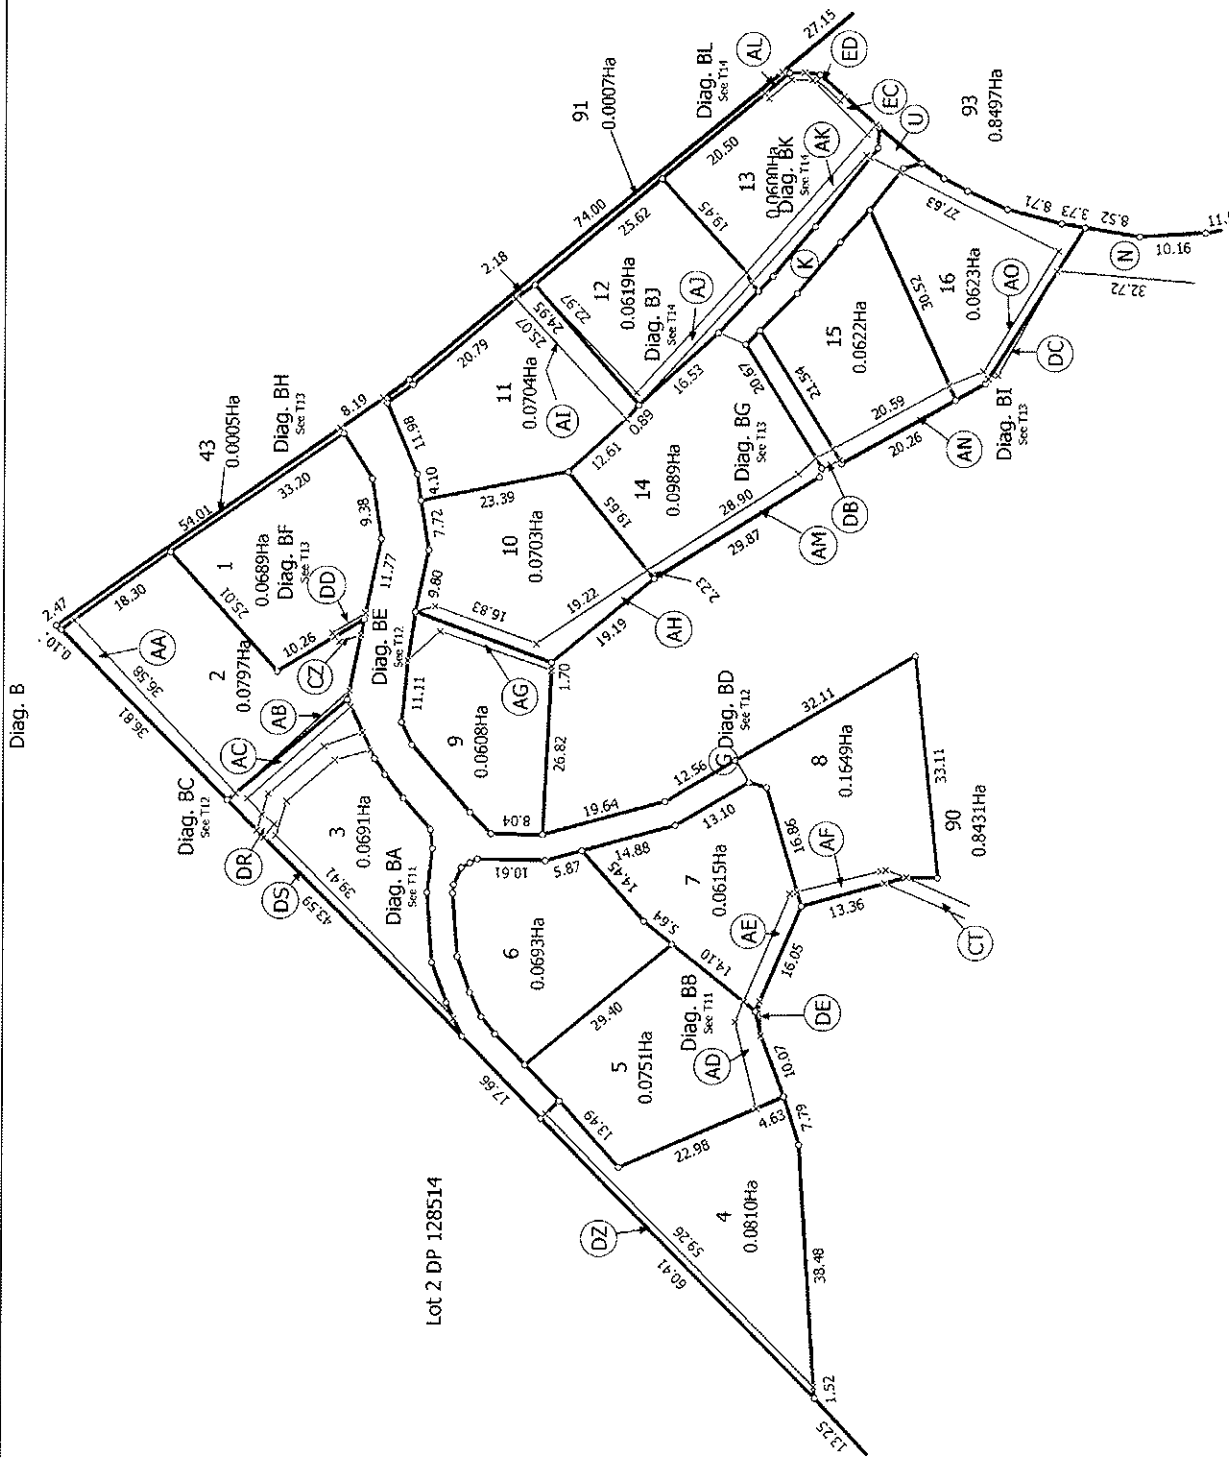 Diag. B
2.47
0.10
AA
18.30
54.01
43
0.0005Ha
33.20
8.19
Diag. BH
See T13
2.18
91
0.0007Ha
74.00
20.50
Diag. BL
See T14
AL
27.15
ED
EC
U
93
0.8497Ha
36.81
36.58
2
0.0797Ha
AB
AC
1
0.0689Ha
Diag. BF
See T13
25.01
10.26
DD
CZ
9.38
11.77
Diag. BE
See T12
11.98
4.10
7.72
9.80
20.79
11
0.0704Ha
AI
25.07
24.95
22.97
25.62
12
0.0619Ha
Diag. BJ
See T14
AJ
13
0.0600Ha
Diag. BK
See T14
AK
19.45
K
27.63
Diag. BC
See T12
DR
DS
3
0.0691Ha
39.41
43.59
Diag. BA
See T11
11.11
9
0.0608Ha
AG
16.83
1.70
26.82
8.04
10
0.0703Ha
23.39
12.61
0.89
16.53
14
0.0989Ha
19.65
19.22
19.19
AH
2.23
28.90
29.87
AM
Diag. BG
See T13
20.67
21.54
DB
15
0.0622Ha
30.52
20.59
20.26
AN
Diag. BI
See T13
16
0.0623Ha
AO
DC
8.71
3.73
8.52
N
10.16
32.72
17.66
6
0.0693Ha
10.61
5.87
14.88
14.45
5.64
19.64
12.56
13.10
G
Diag. BD
See T12
32.11
8
0.1649Ha
33.11
16.86
7
0.0615Ha
AE
AF
13.36
16.05
14.10
90
0.8431Ha
CT
29.40
5
0.0751Ha
Diag. BB
See T11
AD
DE
10.07
7.79
4.63
13.49
22.98
4
0.0810Ha
38.48
Lot 2 DP 128514
DZ
59.26
60.41
1.52
13.25